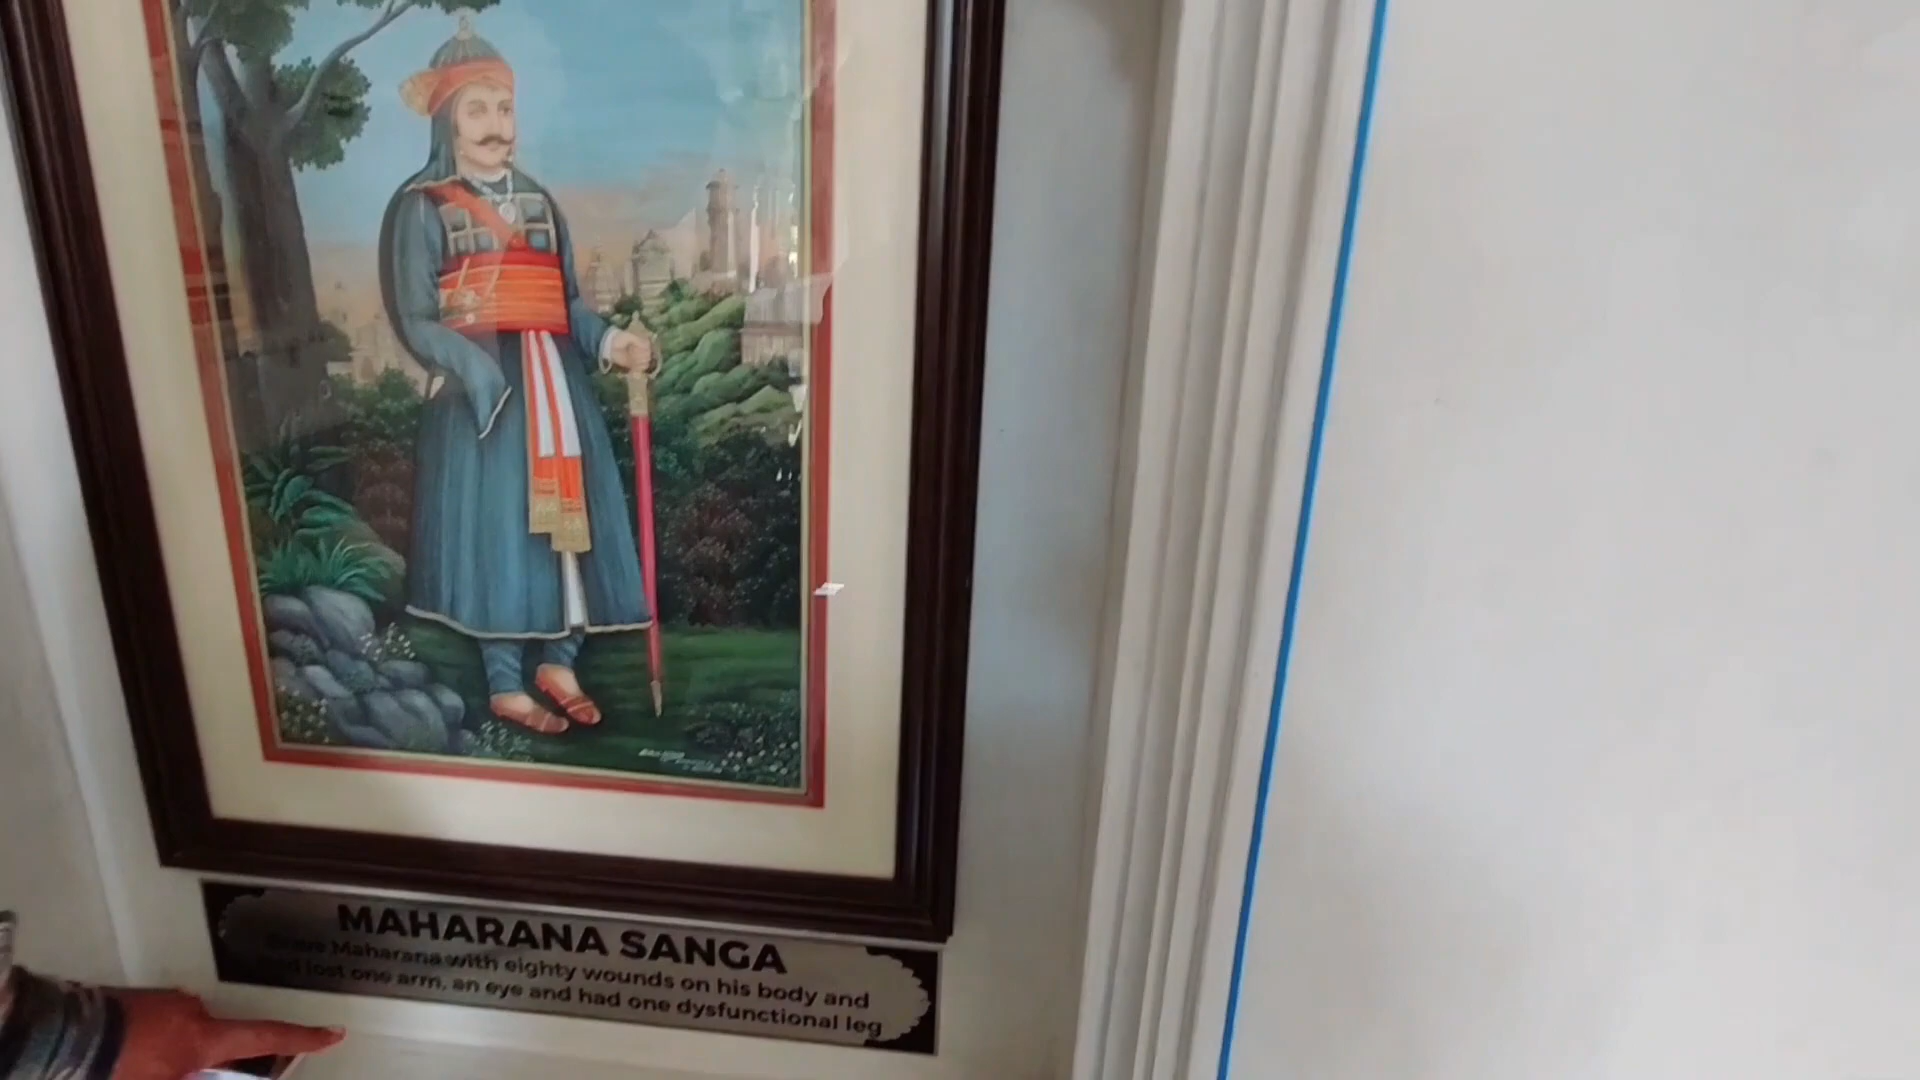 MAHARANA SANGA
Maharana with eighty wounds on his body and
lost one arm, an eye and had one dysfunctional leg